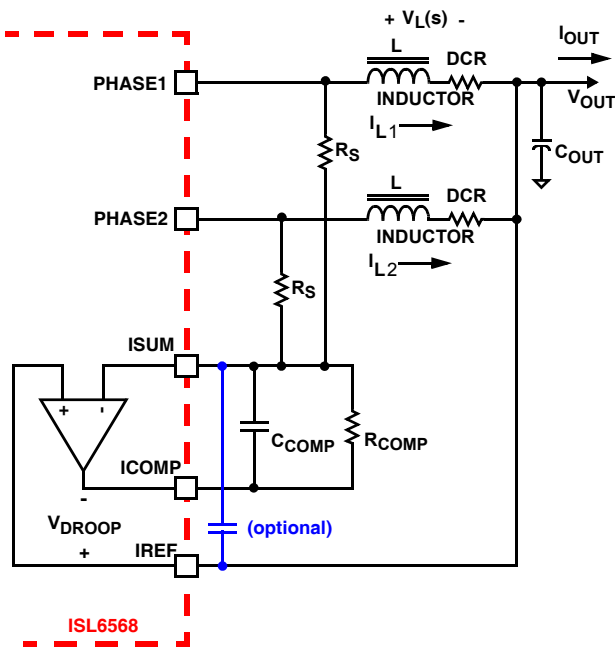 + VL(s) -
IOUT
L
DCR
PHASE1
INDUCTOR
VOUT
IL1
COUT
RS
L
DCR
PHASE2
INDUCTOR
IL2
RS
ISUM
+ -
CCOMP
RCOMP
ICOMP
-
VDROOP
(optional)
+
IREF
ISL6568